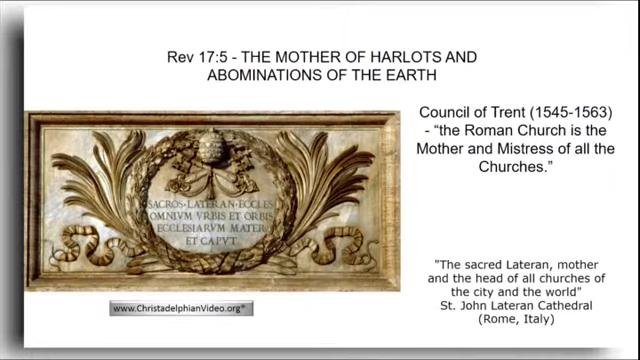 Rev 17:5 - THE MOTHER OF HARLOTS AND
ABOMINATIONS OF THE EARTH
Council of Trent (1545-1563)
- “the Roman Church is the
Mother and Mistress of all the
Churches.”
SACROS·LATERAN·ECCLES
OMNIVM VRBIS ET ORBIS
ECCLESIARVM MATER
ET CAPVT
"The sacred Lateran, mother
and the head of all churches of
the city and the world"
St. John Lateran Cathedral
(Rome, Italy)
www.ChristadelphianVideo.org"